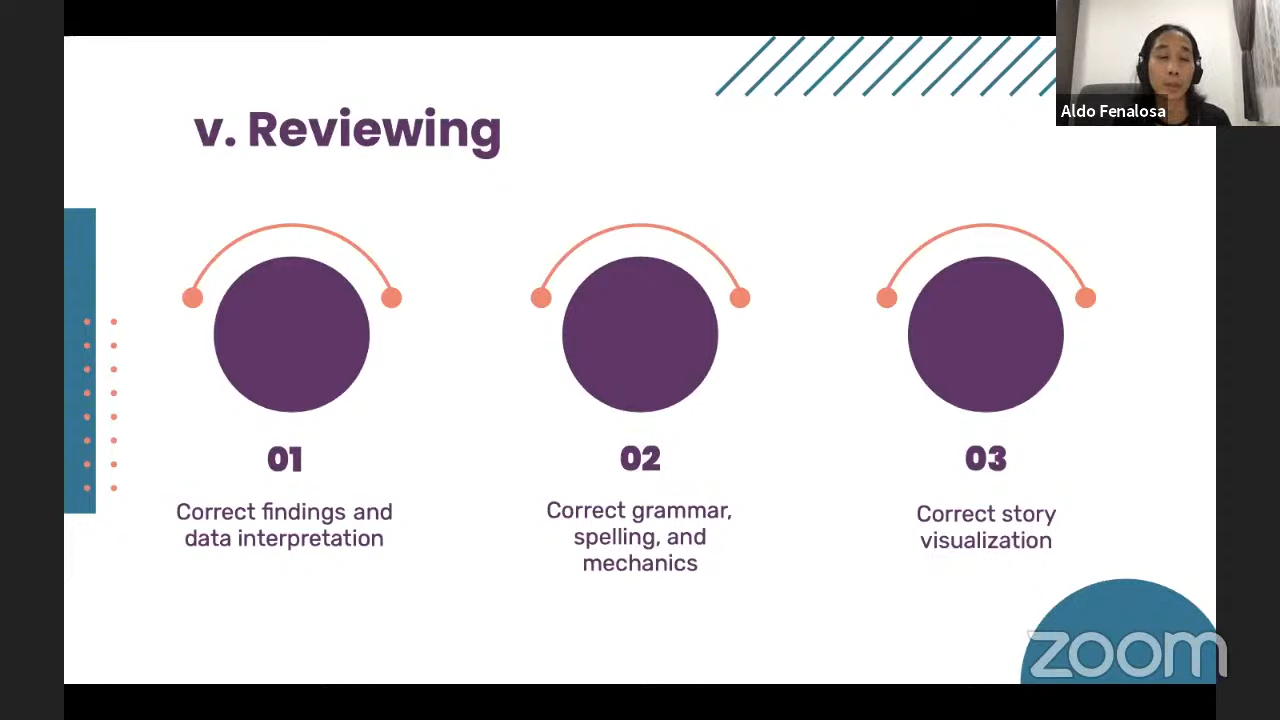 v. Reviewing
Aldo Fenalosa
01
Correct findings and
data interpretation
02
Correct grammar,
spelling, and
mechanics
03
Correct story
visualization
zoom